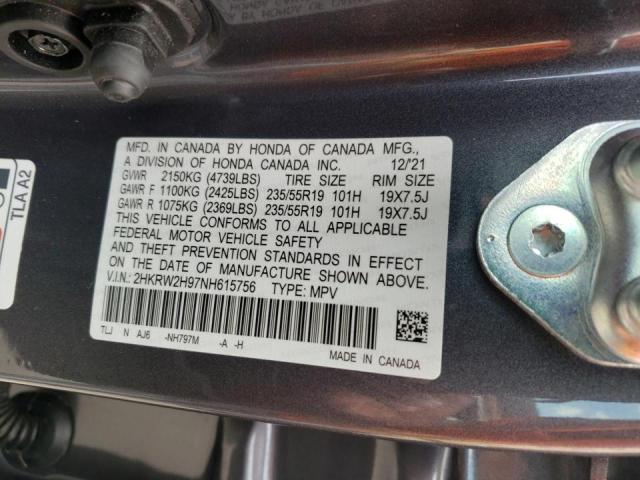 MFD. IN CANADA BY HONDA OF CANADA MFG.,
A DIVISION OF HONDA CANADA INC. 12/'21
GVWR 2150KG (4739LBS) TIRE SIZE RIM SIZE
GAWR F 1100KG (2425LBS) 235/55R19 101H 19X7.5J
GAWR R 1075KG (2369LBS) 235/55R19 101H 19X7.5J
THIS VEHICLE CONFORMS TO ALL APPLICABLE
FEDERAL MOTOR VEHICLE SAFETY
AND THEFT PREVENTION STANDARDS IN EFFECT
ON THE DATE OF MANUFACTURE SHOWN ABOVE.
V.I.N.: 2HKRW2H97NH615756 TYPE: MPV
TLJ N AJ6 -NH797M -A -H
MADE IN CANADA
TLA A2